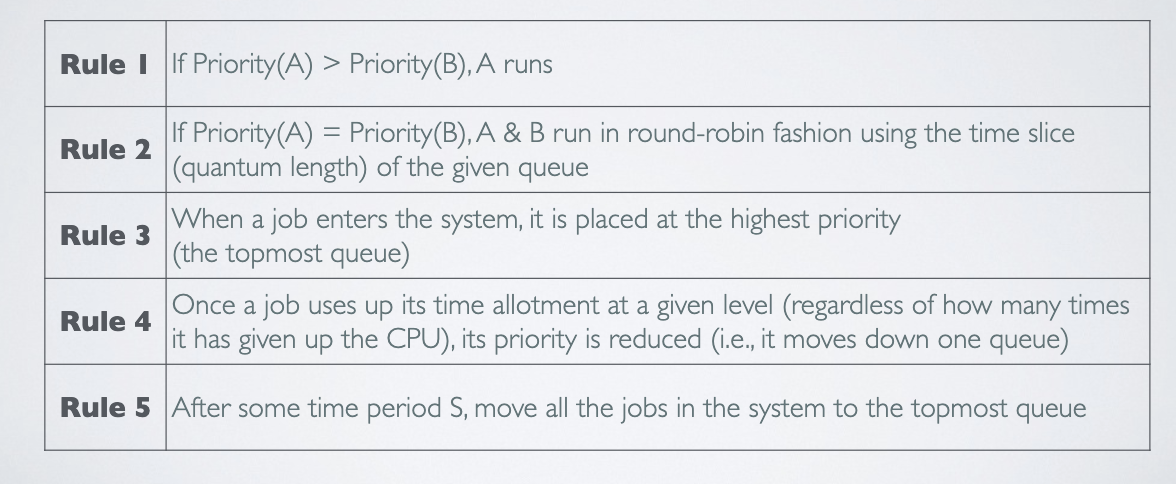 Rule 1
If Priority(A) > Priority(B), A runs
Rule 2
If Priority(A) = Priority(B), A & B run in round-robin fashion using the time slice
(quantum length) of the given queue
Rule 3
When a job enters the system, it is placed at the highest priority
(the topmost queue)
Rule 4
Once a job uses up its time allotment at a given level (regardless of how many times
it has given up the CPU), its priority is reduced (i.e., it moves down one queue)
Rule 5
After some time period S, move all the jobs in the system to the topmost queue